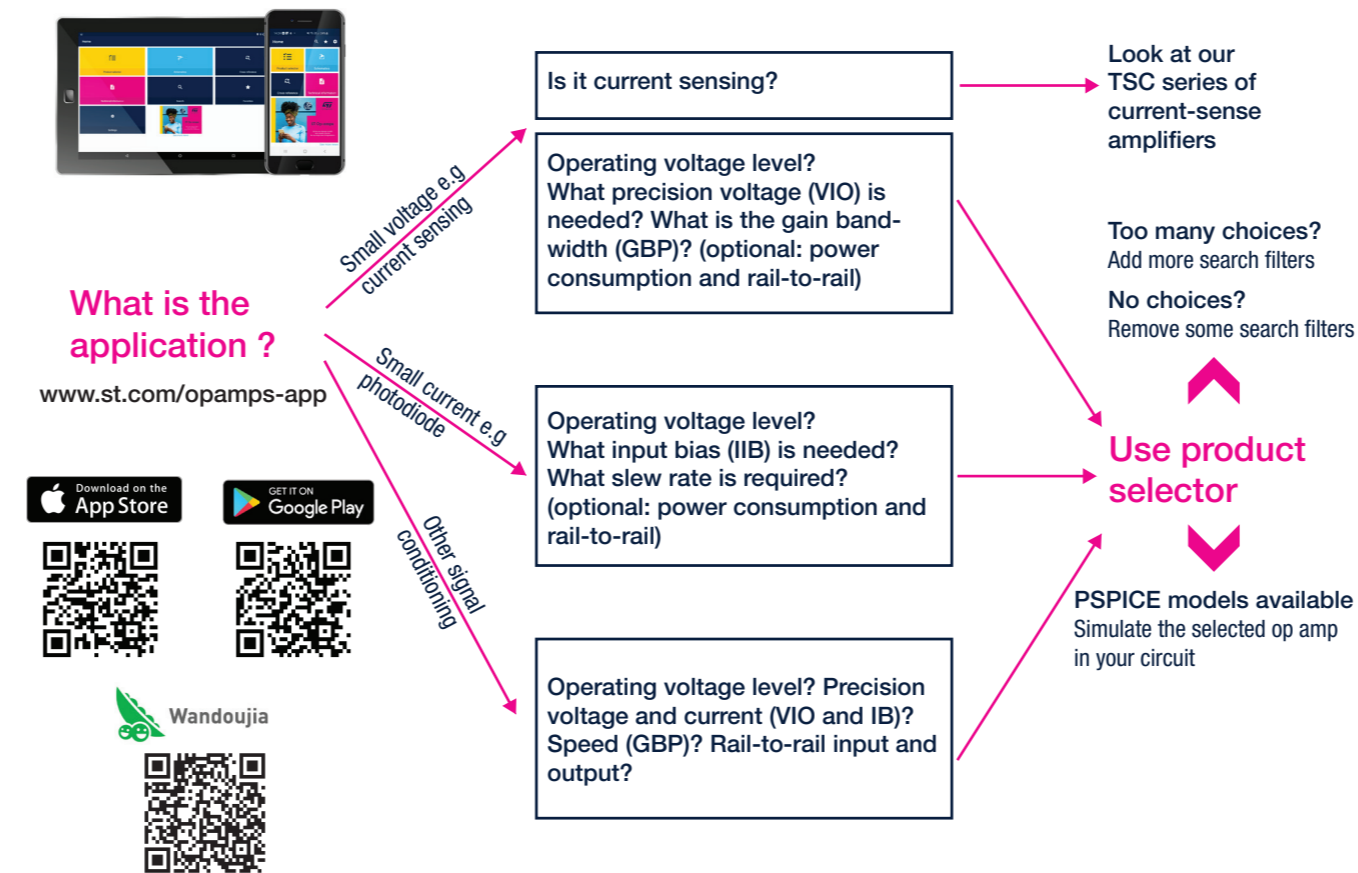 What is the
application ?
www.st.com/opamps-app
Download on the
App Store
GET IT ON
Google Play
Wandoujia
Small voltage e.g
current sensing
Small current e.g
photodiode
Other signal
conditioning
Is it current sensing?
Operating voltage level?
What precision voltage (VIO) is
needed? What is the gain band-
width (GBP)? (optional: power
consumption and rail-to-rail)
Operating voltage level?
What input bias (IIB) is needed?
What slew rate is required?
(optional: power consumption and
rail-to-rail)
Operating voltage level? Precision
voltage and current (VIO and IB)?
Speed (GBP)? Rail-to-rail input and
output?
Look at our
TSC series of
current-sense
amplifiers
Too many choices?
Add more search filters
No choices?
Remove some search filters
Use product
selector
PSPICE models available
Simulate the selected op amp
in your circuit